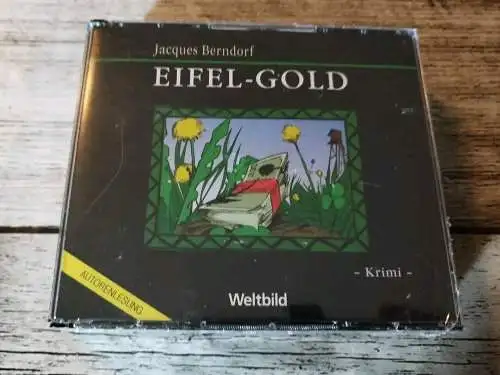 Jacques Berndorf
EIFEL-GOLD
- Krimi -
AUTORENLESUNG
Weltbild